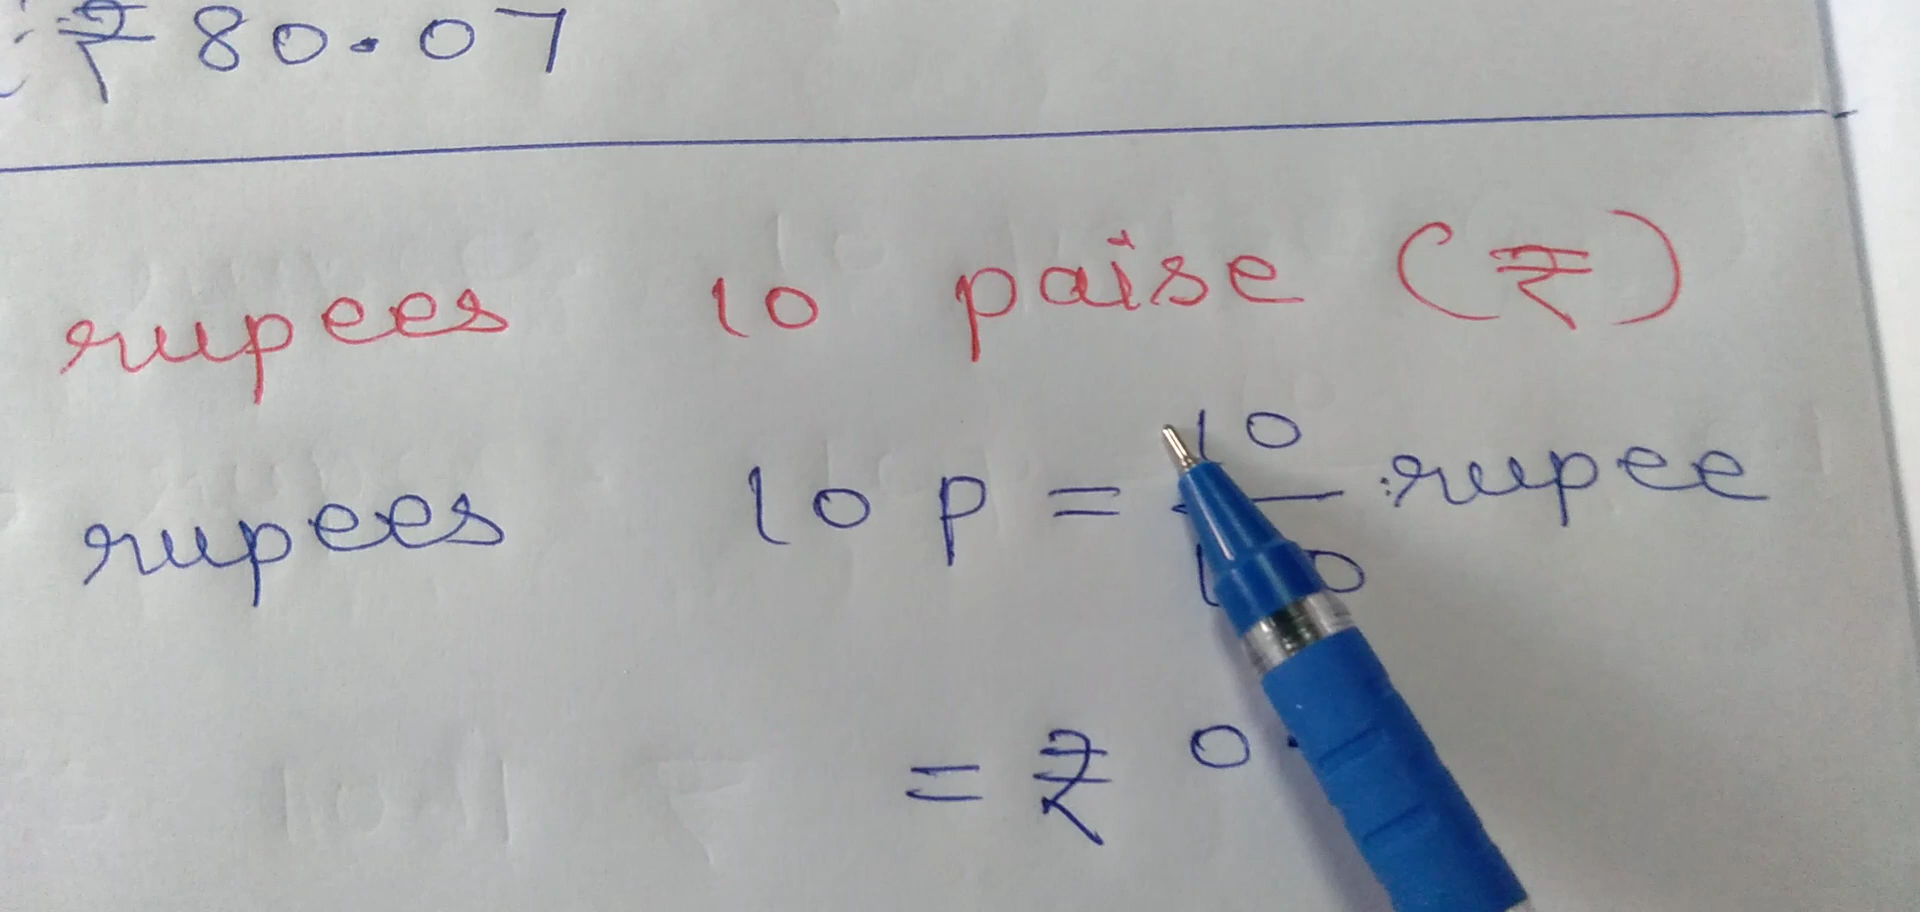 ₹ 80.07
rupees 10 paise (₹)
rupees 10 p = 10/100 rupee
= ₹ 0.